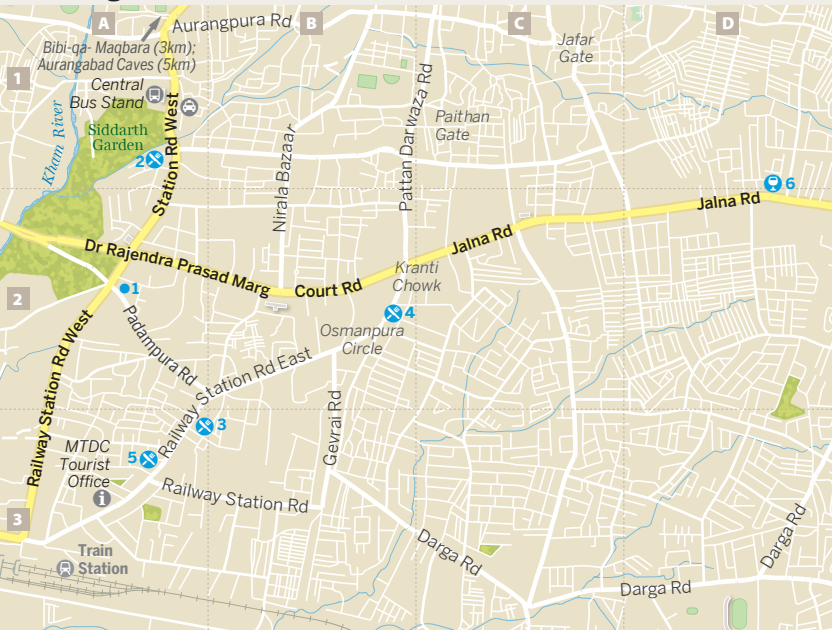 A
B
C
D
1
2
3
Aurangpura Rd
Bibi-qa- Maqbara (3km);
Aurangabad Caves (5km)
Central
Bus Stand
Siddarth
Garden
2
Kham River
Station Rd West
Nirala Bazaar
Pattan Darwaza Rd
Paithan
Gate
Jafar
Gate
6
Jalna Rd
Jalna Rd
Dr Rajendra Prasad Marg
Court Rd
Kranti
Chowk
1
4
Osmanpura
Circle
Padampura Rd
Railway Station Rd West
Railway Station Rd East
3
Gevrai Rd
5
MTDC
Tourist
Office
i
Railway Station Rd
Train
Station
Darga Rd
Darga Rd
Darga Rd